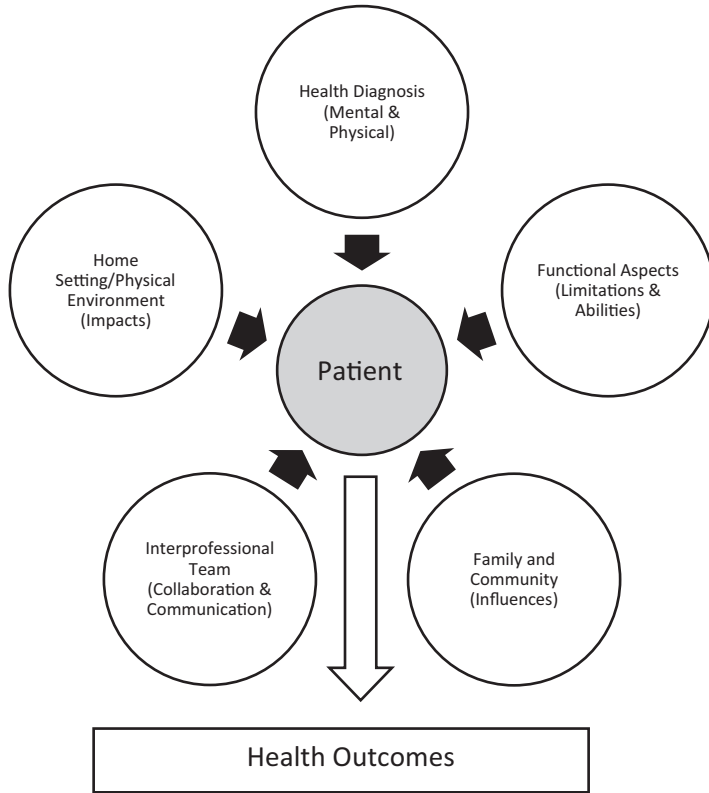 Health Diagnosis
(Mental &
Physical)
Home
Setting/Physical
Environment
(Impacts)
Functional Aspects
(Limitations &
Abilities)
Patient
Interprofessional
Team
(Collaboration &
Communication)
Family and
Community
(Influences)
Health Outcomes